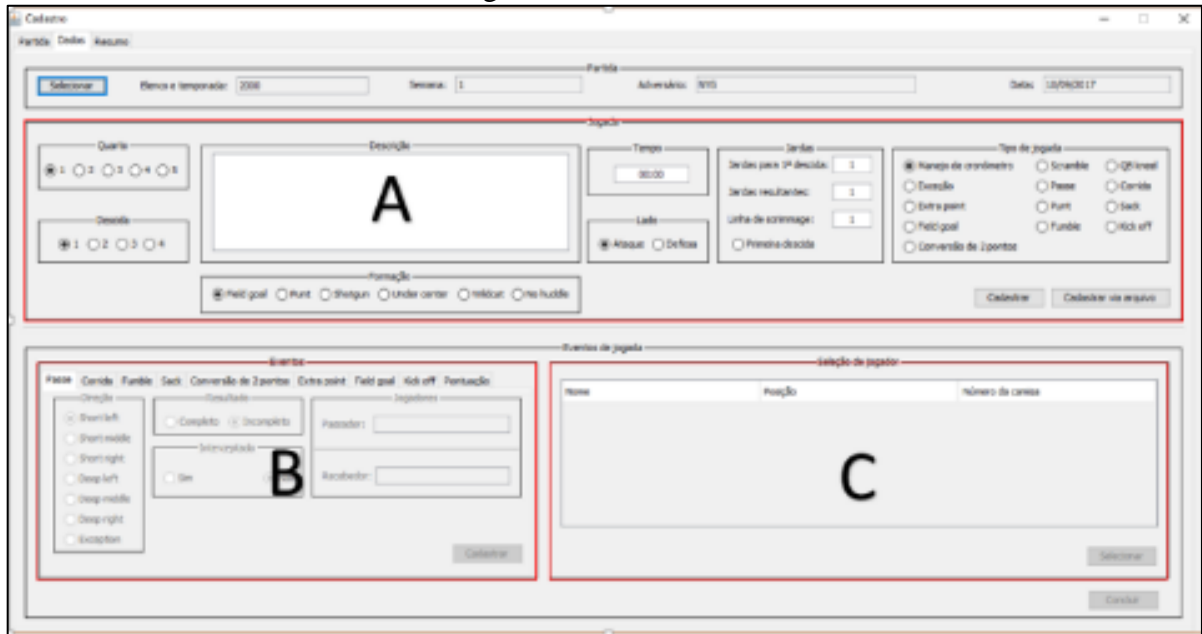 Cadastro
Partida Dados Resumo
Partida
Selecionar Elenco e temporada: 2000 Semana: 1 Adversário: NYG Data: 10/09/2017
Jogada
Quarto
1 2 3 4 5
Descida
1 2 3 4
Descrição
A
Formação
Field goal Punt Shotgun Under center Wildcat No huddle
Tempo
00:00
Lado
Ataque Defesa
Jardas
Jardas para 1ª descida: 1
Jardas resultantes: 1
Linha de scrimmage: 1
Primeira descida
Tipo de jogada
Manejo de cronômetro Scramble QB kneel
Exceção Passe Corrida
Extra point Punt Sack
Field goal Fumble Kick off
Conversão de 2 pontos
Cadastrar Cadastrar via arquivo
Eventos de jogada
Eventos
Passe Corrida Fumble Sack Conversão de 2 pontos Extra point Field goal Kick off Pontuação
Direção
Short left
Short middle
Short right
Deep left
Deep middle
Deep right
Exception
Resultado
Completo Incompleto
Interceptado
Sim
B
Jogadores
Passador:
Recebedor:
Cadastrar
Seleção de jogador
Nome Posição Número da camisa
C
Selecionar
Concluir